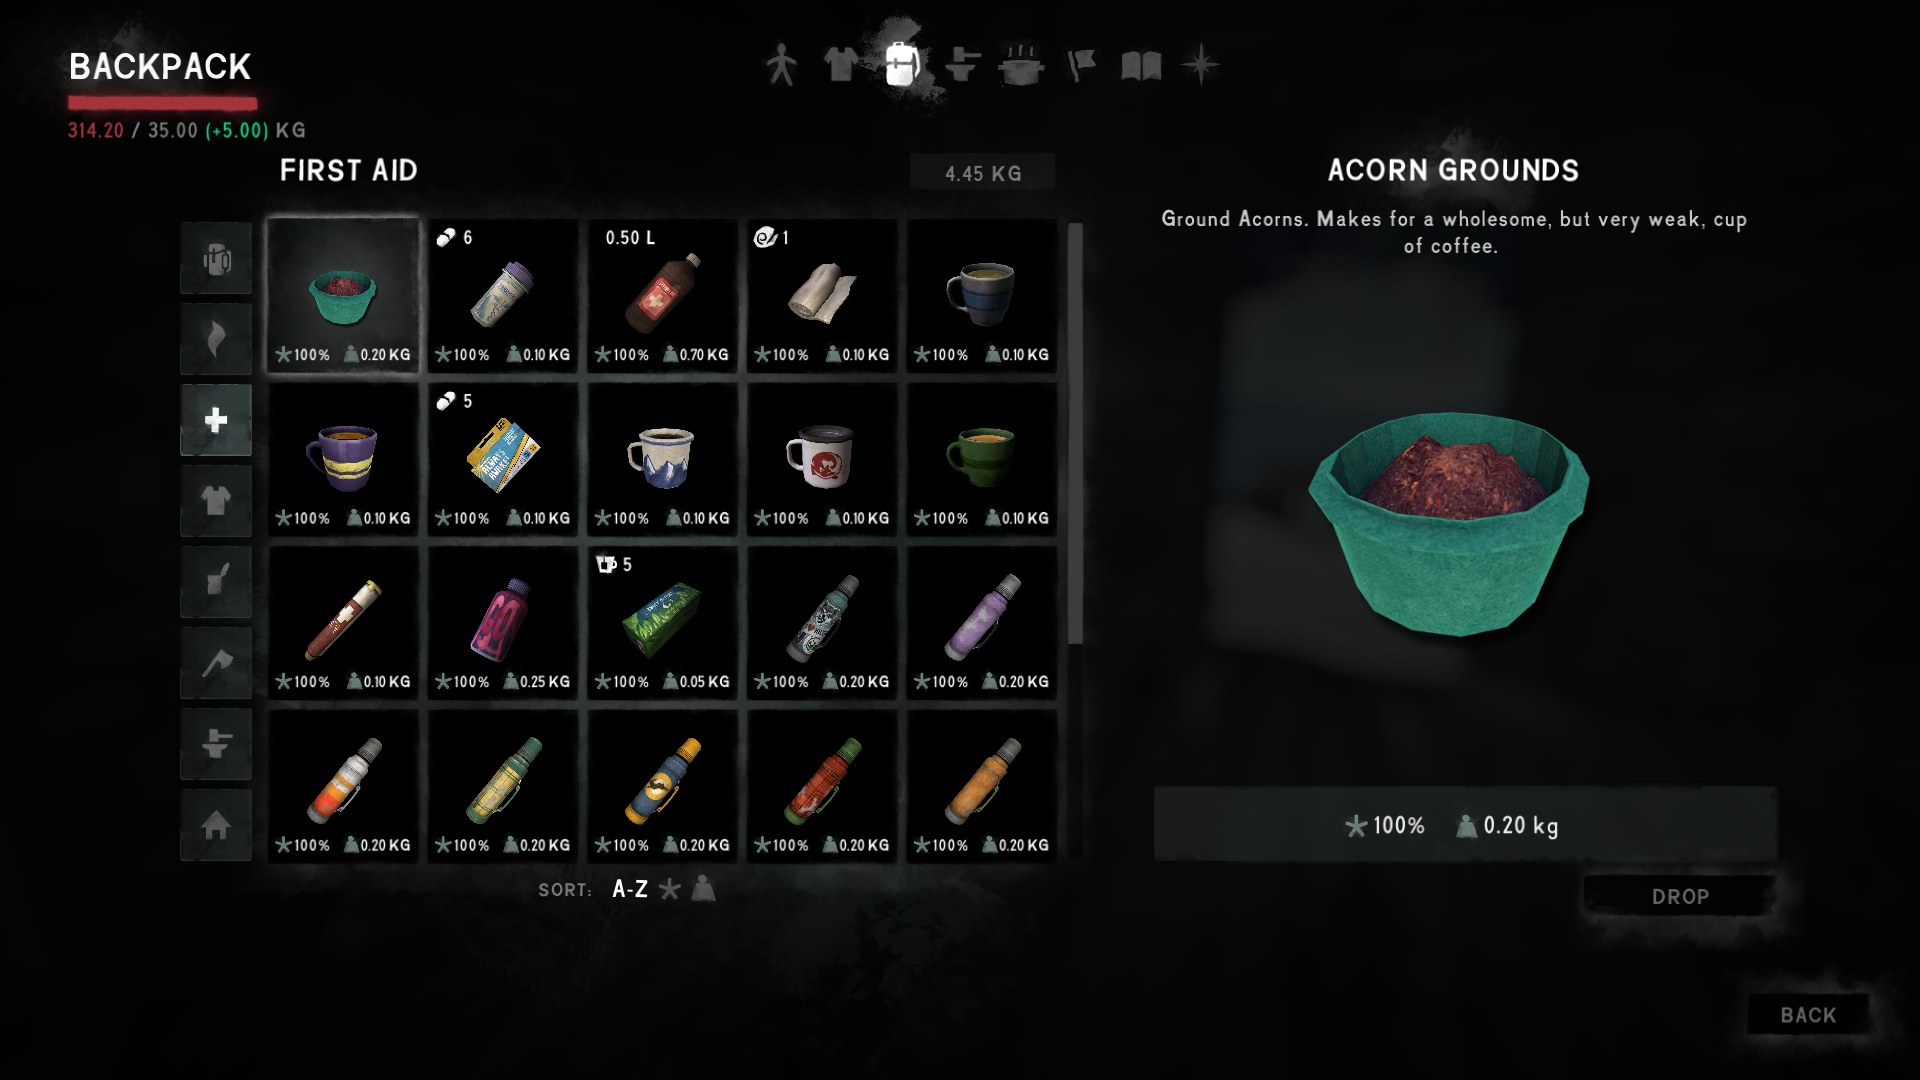 BACKPACK
314.20 / 35.00 (+5.00) KG
FIRST AID
4.45 KG
ACORN GROUNDS
Ground Acorns. Makes for a wholesome, but very weak, cup
of coffee.
6
0.50 L
1
100% 0.20 KG
100% 0.10 KG
100% 0.70 KG
100% 0.10 KG
100% 0.10 KG
5
ALWAYS
AWAKE!
100% 0.10 KG
100% 0.10 KG
100% 0.10 KG
100% 0.10 KG
100% 0.10 KG
5
GO
100% 0.10 KG
100% 0.25 KG
100% 0.05 KG
100% 0.20 KG
100% 0.20 KG
100% 0.20 KG
100% 0.20 KG
100% 0.20 KG
100% 0.20 KG
100% 0.20 KG
100% 0.20 kg
SORT: A-Z
DROP
BACK